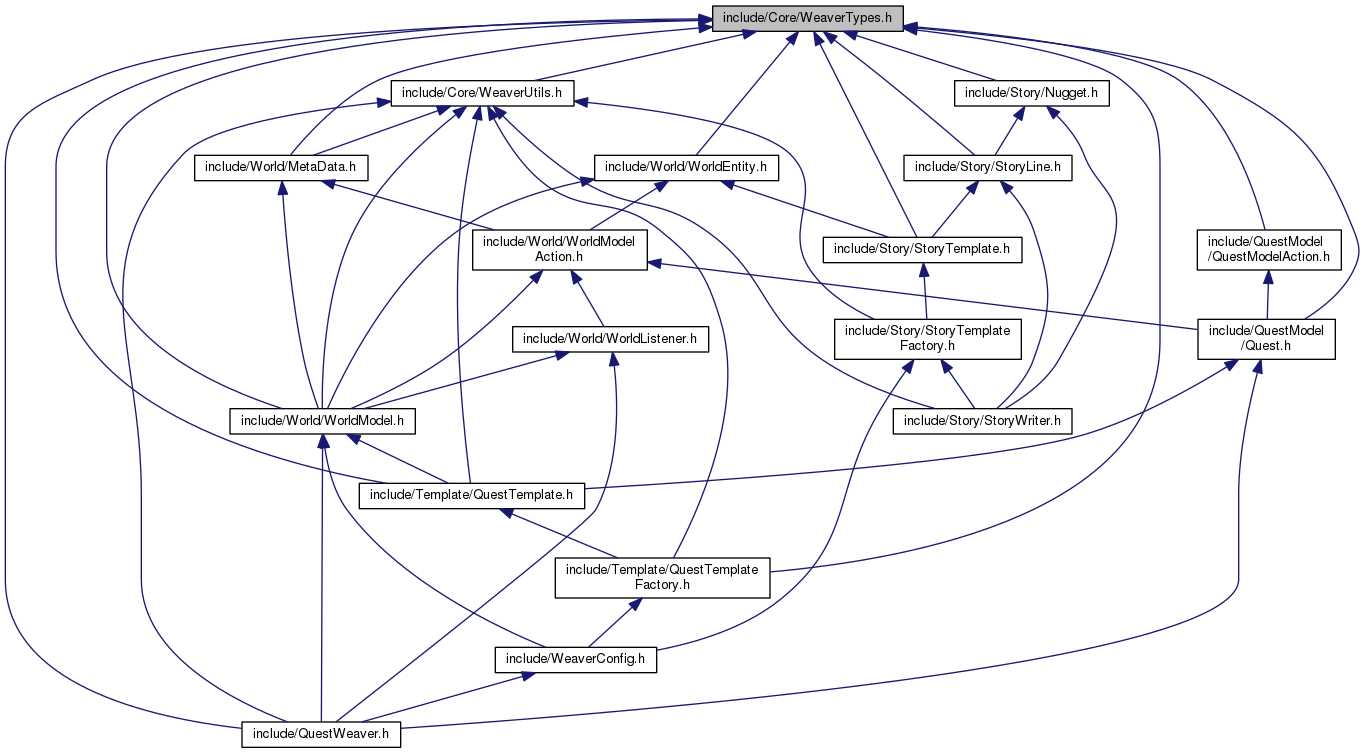 include/Core/WeaverTypes.h
include/Core/WeaverUtils.h
include/Story/Nugget.h
include/World/MetaData.h
include/World/WorldEntity.h
include/Story/StoryLine.h
include/World/WorldModel
Action.h
include/Story/StoryTemplate.h
include/QuestModel
/QuestModelAction.h
include/World/WorldListener.h
include/Story/StoryTemplate
Factory.h
include/QuestModel
/Quest.h
include/World/WorldModel.h
include/Story/StoryWriter.h
include/Template/QuestTemplate.h
include/Template/QuestTemplate
Factory.h
include/WeaverConfig.h
include/QuestWeaver.h